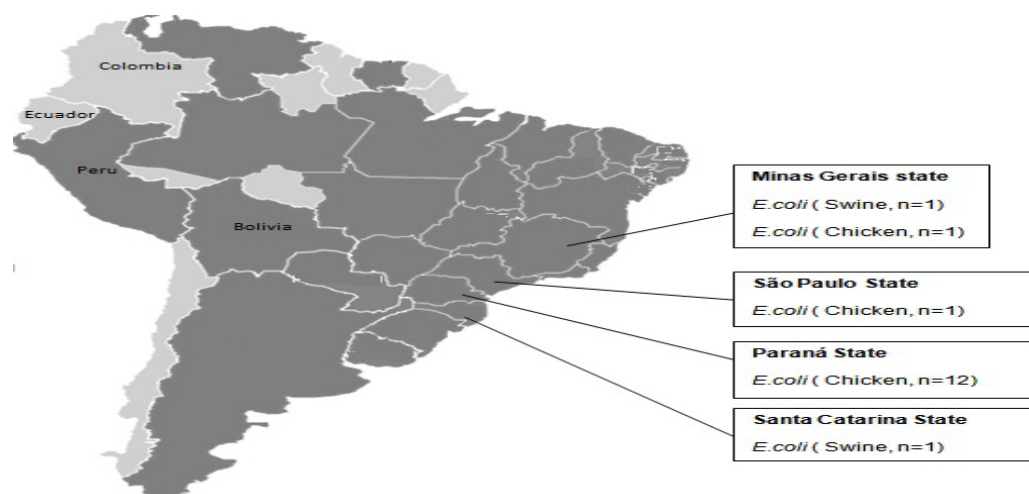 Colombia
Ecuador
Peru
Bolivia
Minas Gerais state
E.coli ( Swine, n=1)
E.coli ( Chicken, n=1)
São Paulo State
E.coli ( Chicken, n=1)
Paraná State
E.coli ( Chicken, n=12)
Santa Catarina State
E.coli ( Swine, n=1)